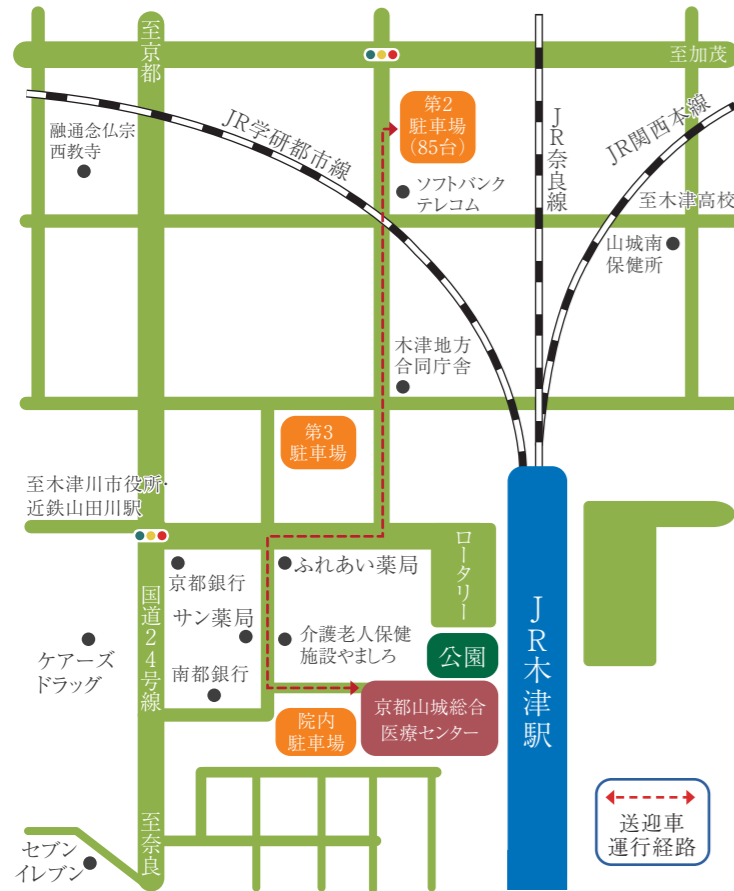 至京都
至加茂
第2
駐車場
(85台)
JR奈良線
JR関西本線
JR学研都市線
融通念仏宗
西教寺
ソフトバンク
テレコム
至木津高校
山城南
保健所
木津地方
合同庁舎
第3
駐車場
至木津川市役所・
近鉄山田川駅
ロータリー
京都銀行
ふれあい薬局
国道24号線
サン薬局
介護老人保健
施設やましろ
公園
JR木津駅
ケアーズ
ドラッグ
南都銀行
京都山城総合
医療センター
院内
駐車場
送迎車
運行経路
至奈良
セブン
イレブン